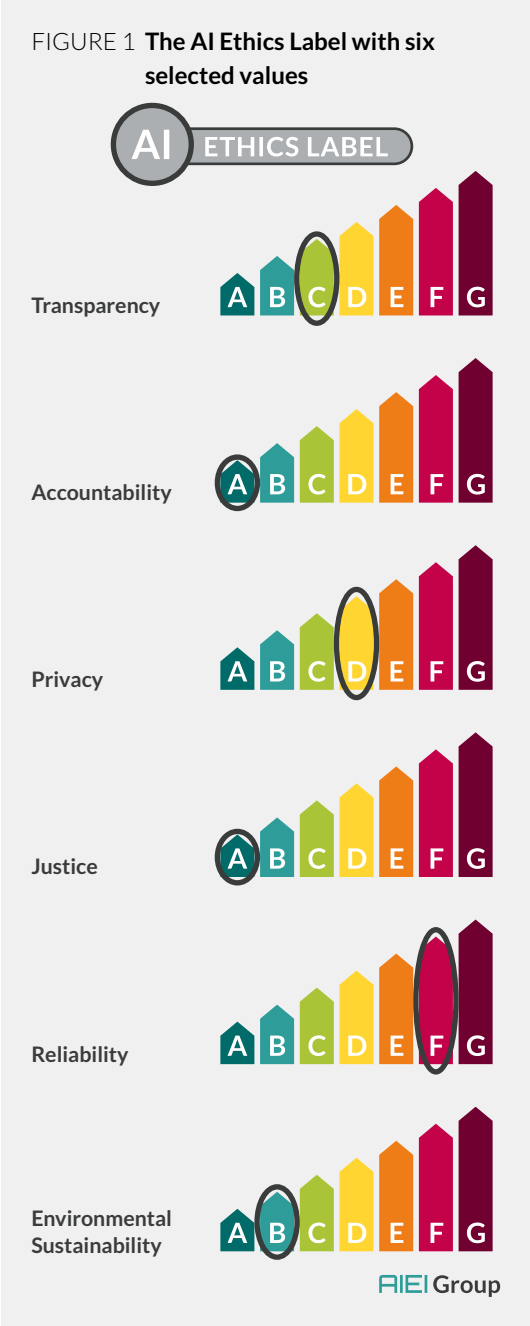 FIGURE 1 The AI Ethics Label with six
selected values
AI ETHICS LABEL
Transparency A B C D E F G
Accountability A B C D E F G
Privacy A B C D E F G
Justice A B C D E F G
Reliability A B C D E F G
Environmental
Sustainability A B C D E F G
AIEI Group